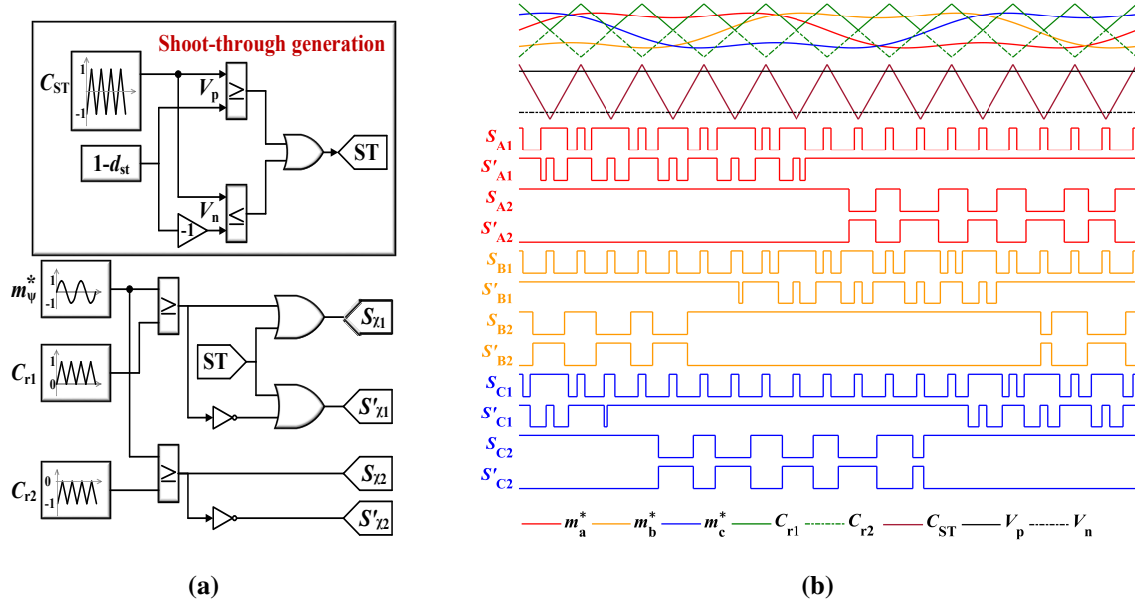 Shoot-through generation
C_ST
1
-1
V_p
≥
1-d_st
ST
V_n
≤
-1
m*_ψ
1
-1
≥
S_χ1
C_r1
1
0
ST
S'_χ1
C_r2
0
-1
≥
S_χ2
S'_χ2
(a)
S_A1
S'_A1
S_A2
S'_A2
S_B1
S'_B1
S_B2
S'_B2
S_C1
S'_C1
S_C2
S'_C2
m*_a m*_b m*_c C_r1 C_r2 C_ST V_p V_n
(b)